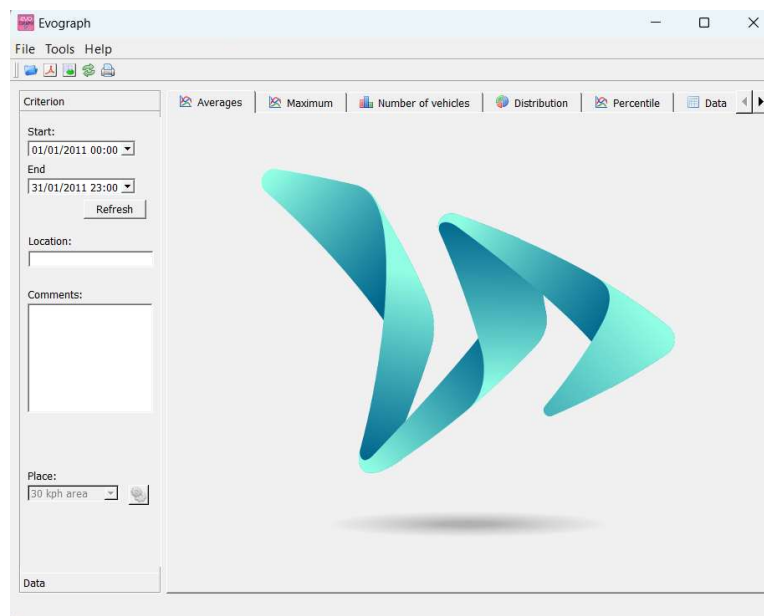 Evograph
File Tools Help
Criterion
Averages
Maximum
Number of vehicles
Distribution
Percentile
Data
Start:
01/01/2011 00:00
End
31/01/2011 23:00
Refresh
Location:
Comments:
Place:
30 kph area
Data